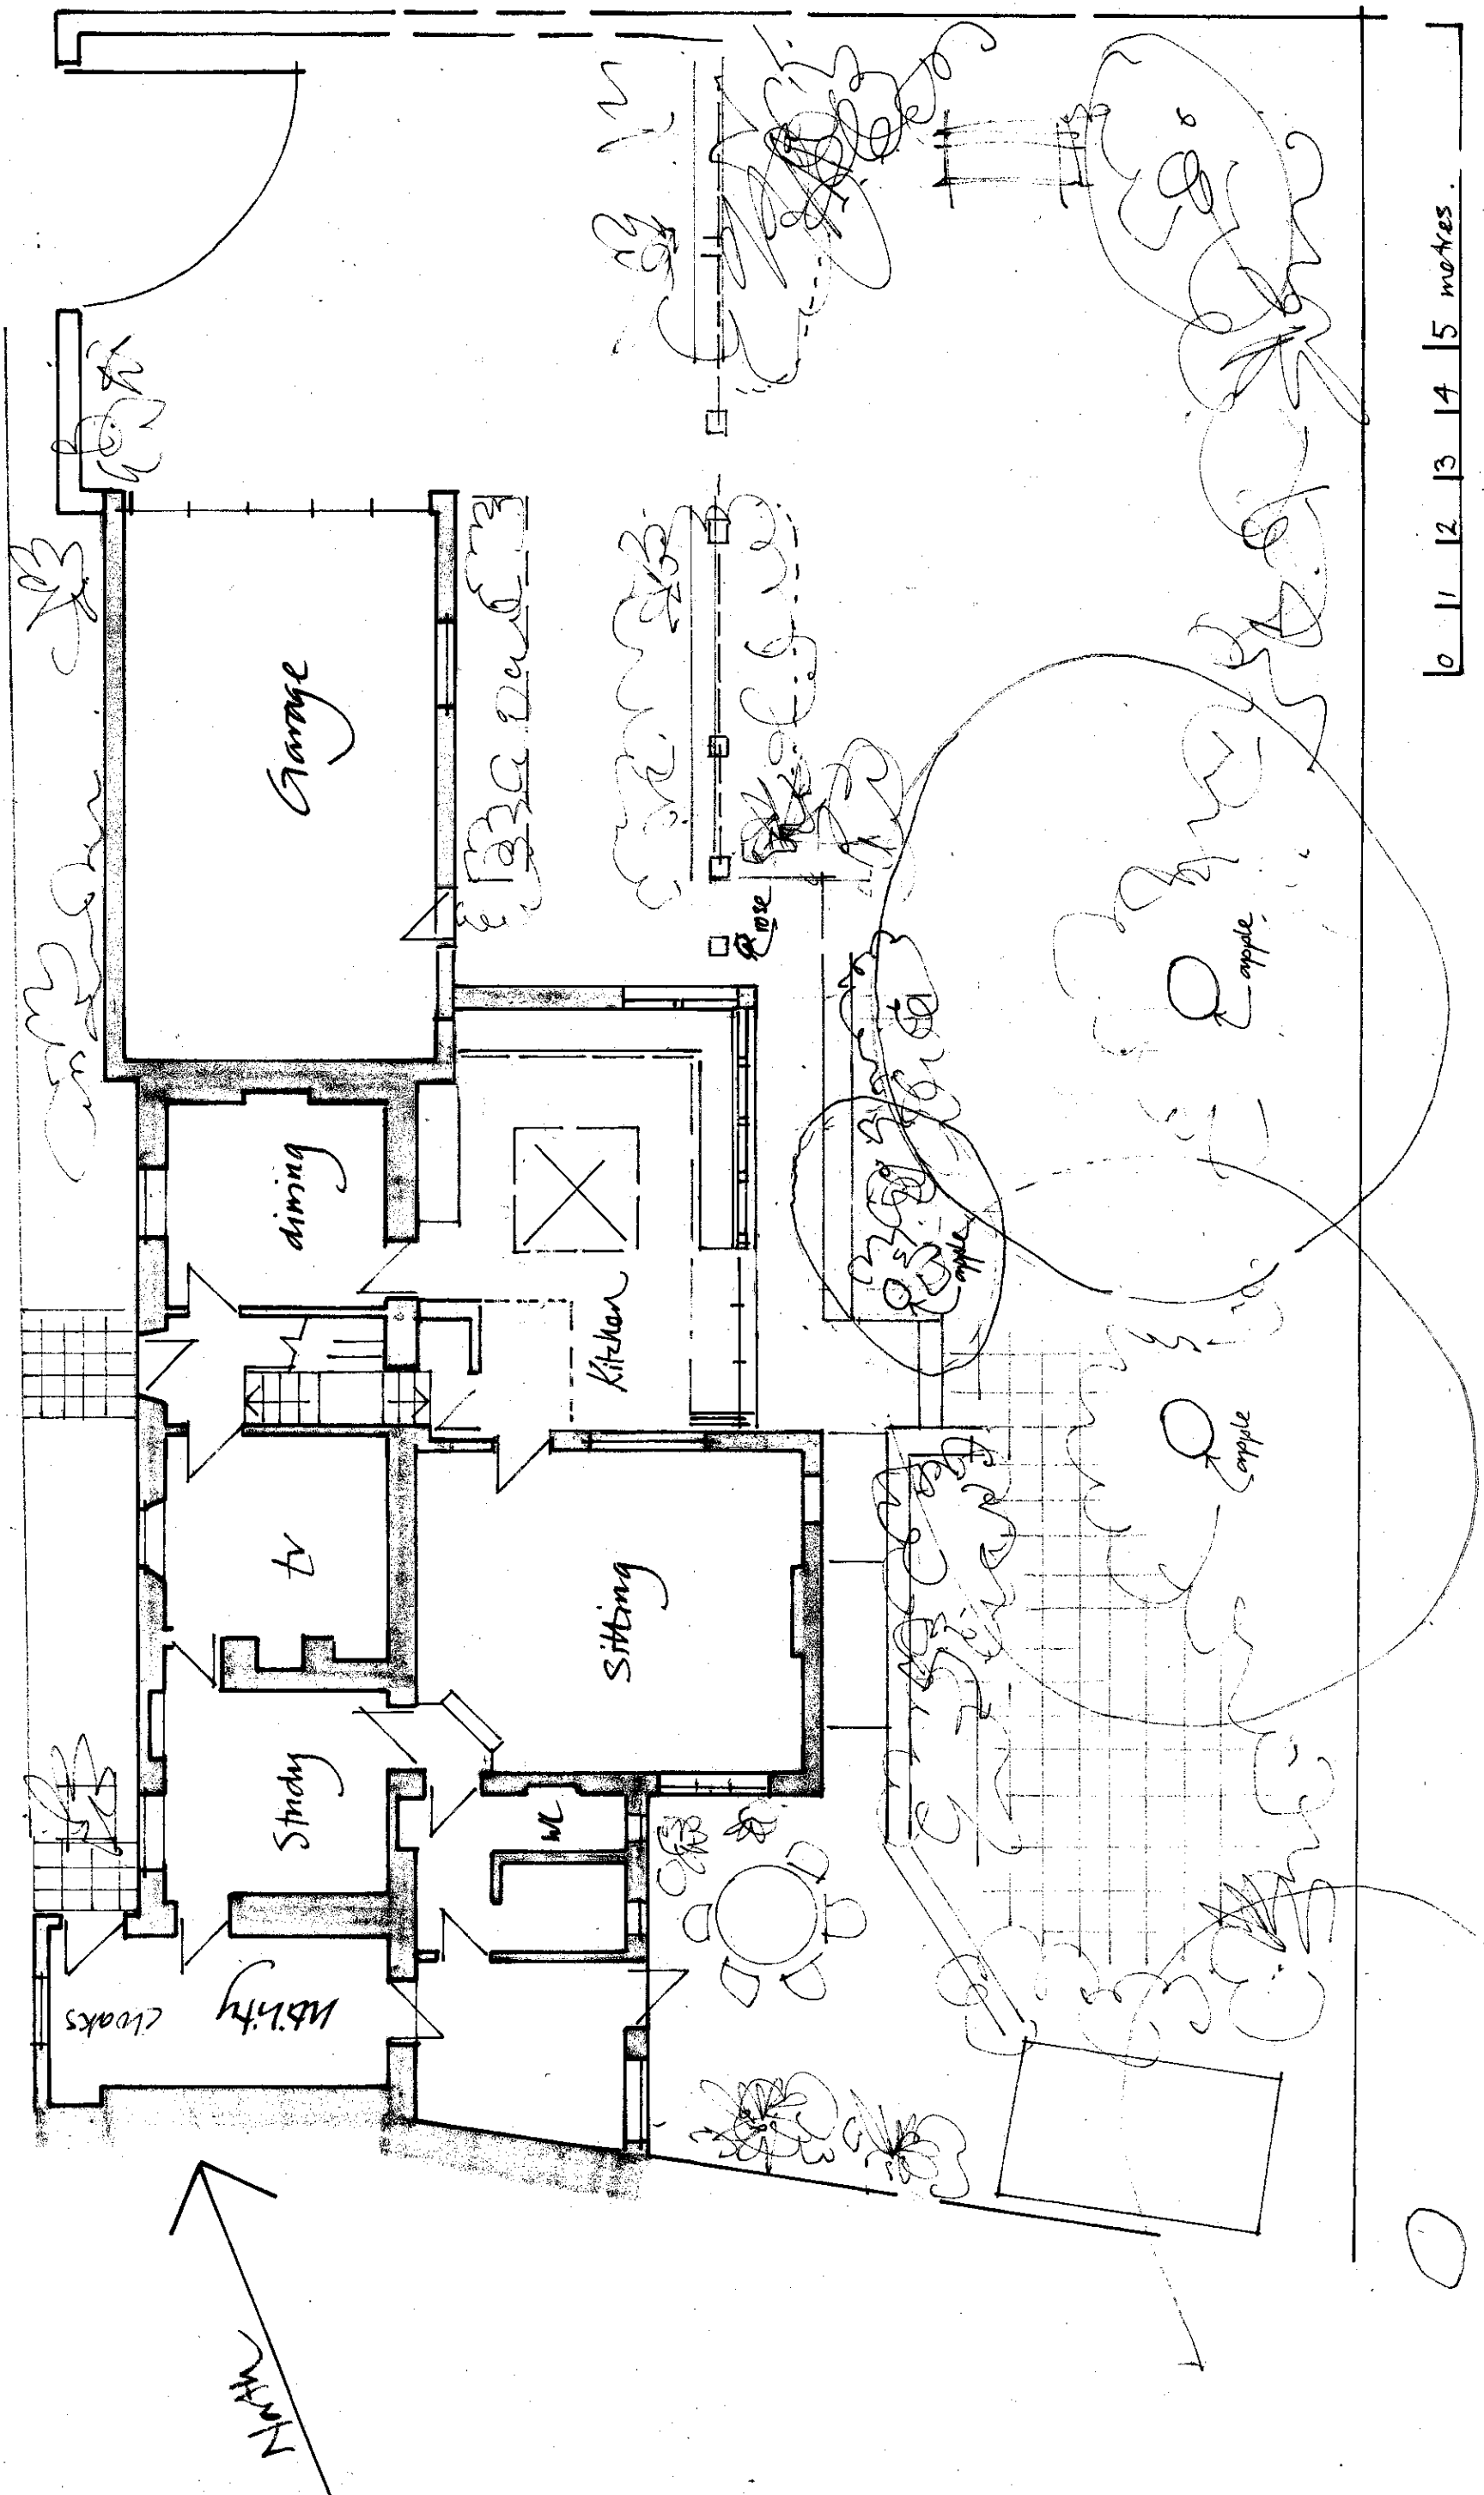 North
cloaks
utility
Study
tv
dining
Garage
WC
Sitting
Kitchen
rose
apple
apple
apple
0 1 2 3 4 5 metres.